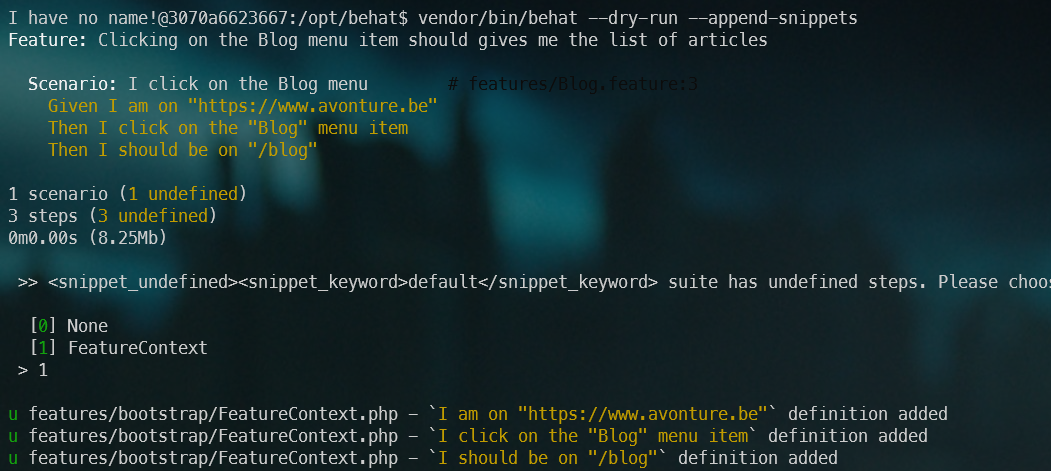 I have no name!@3070a6623667:/opt/behat$ vendor/bin/behat --dry-run --append-snippets
Feature: Clicking on the Blog menu item should gives me the list of articles
Scenario: I click on the Blog menu # features/Blog.feature:3
Given I am on "https://www.avonture.be"
Then I click on the "Blog" menu item
Then I should be on "/blog"
1 scenario (1 undefined)
3 steps (3 undefined)
0m0.00s (8.25Mb)
>> <snippet_undefined><snippet_keyword>default</snippet_keyword> suite has undefined steps. Please choos
[0] None
[1] FeatureContext
> 1
u features/bootstrap/FeatureContext.php - `I am on "https://www.avonture.be"` definition added
u features/bootstrap/FeatureContext.php - `I click on the "Blog" menu item` definition added
u features/bootstrap/FeatureContext.php - `I should be on "/blog"` definition added